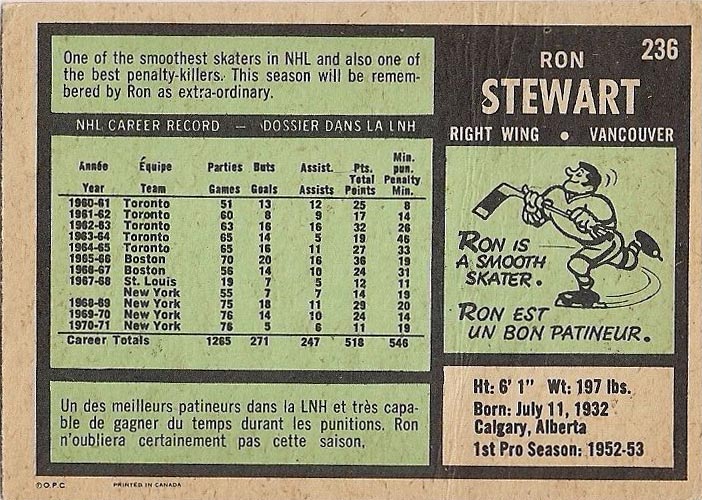 236
RON
STEWART
RIGHT WING • VANCOUVER
One of the smoothest skaters in NHL and also one of
the best penalty-killers. This season will be remem-
bered by Ron as extra-ordinary.
NHL CAREER RECORD — DOSSIER DANS LA LNH
Année Équipe Parties Buts Assist. Pts. Total Min. pun.
Year Team Games Goals Assists Points Penalty Min.
1960-61 Toronto 51 13 12 25 8
1961-62 Toronto 60 8 9 17 14
1962-63 Toronto 63 16 16 32 26
1963-64 Toronto 65 14 5 19 46
1964-65 Toronto 65 16 11 27 33
1965-66 Boston 70 20 16 36 19
1966-67 Boston 56 14 10 24 31
1967-68 St. Louis 19 7 5 12 11
New York 55 7 7 14 19
1968-69 New York 75 18 11 29 20
1969-70 New York 76 14 10 24 14
1970-71 New York 76 5 6 11 19
Career Totals 1265 271 247 518 546
Un des meilleurs patineurs dans la LNH et très capa-
ble de gagner du temps durant les punitions. Ron
n'oubliera certainement pas cette saison.
RON IS
A SMOOTH
SKATER.
RON EST
UN BON PATINEUR.
Ht: 6' 1" Wt: 197 lbs.
Born: July 11, 1932
Calgary, Alberta
1st Pro Season: 1952-53
©O.P.C. PRINTED IN CANADA